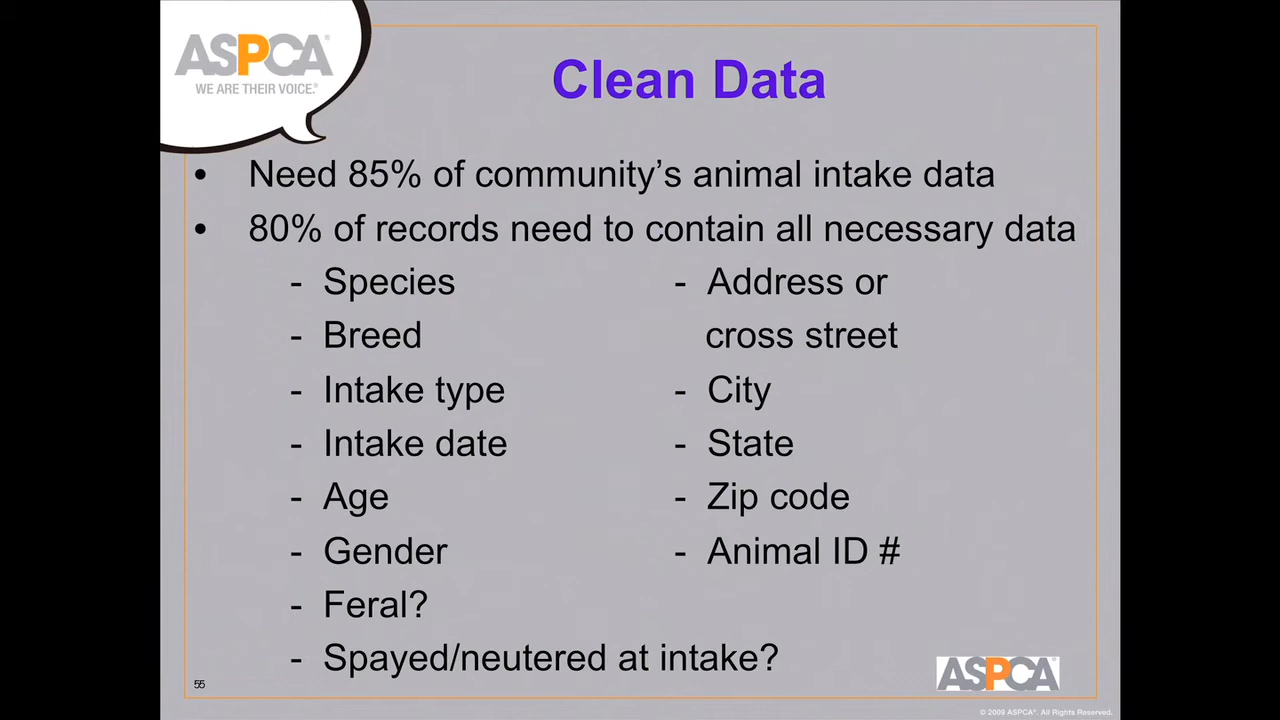 ASPCA®
WE ARE THEIR VOICE.®
Clean Data
• Need 85% of community's animal intake data
• 80% of records need to contain all necessary data
- Species
- Breed
- Intake type
- Intake date
- Age
- Gender
- Feral?
- Spayed/neutered at intake?
- Address or
cross street
- City
- State
- Zip code
- Animal ID #
55
ASPCA
© 2009 ASPCA®. All Rights Reserved.